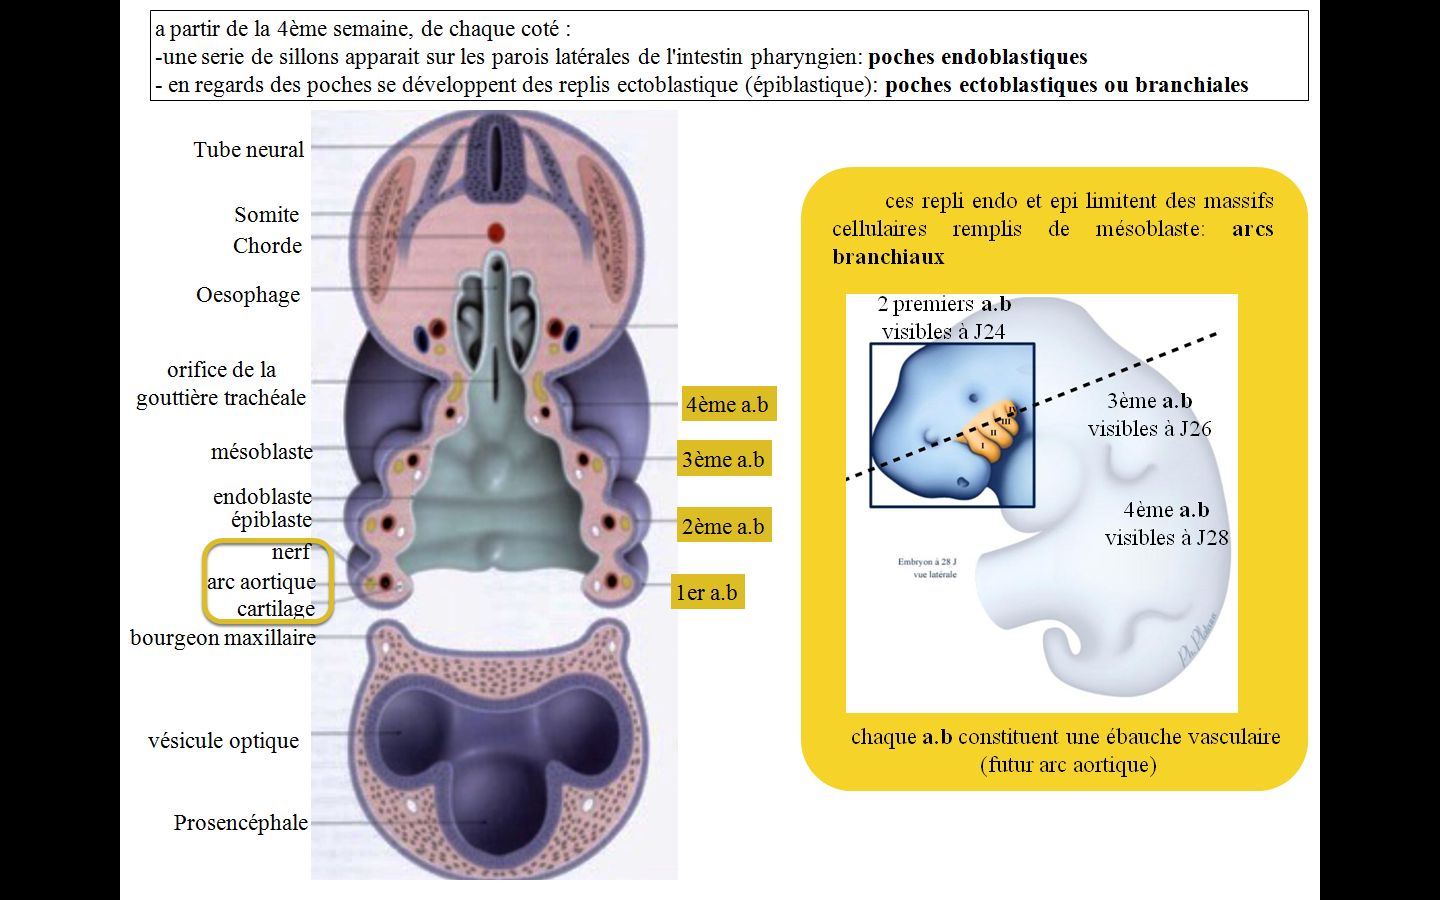 a partir de la 4ème semaine, de chaque coté :
-une serie de sillons apparait sur les parois latérales de l'intestin pharyngien: poches endoblastiques
- en regards des poches se développent des replis ectoblastique (épiblastique): poches ectoblastiques ou branchiales
Tube neural
Somite
Chorde
Oesophage
orifice de la
gouttière trachéale
mésoblaste
endoblaste
épiblaste
nerf
arc aortique
cartilage
bourgeon maxillaire
vésicule optique
Prosencéphale
4ème a.b
3ème a.b
2ème a.b
1er a.b
ces repli endo et epi limitent des massifs
cellulaires remplis de mésoblaste: arcs
branchiaux
2 premiers a.b
visibles à J24
3ème a.b
visibles à J26
4ème a.b
visibles à J28
I
II
III
IV
Embryon à 28 J
vue latérale
chaque a.b constituent une ébauche vasculaire
(futur arc aortique)